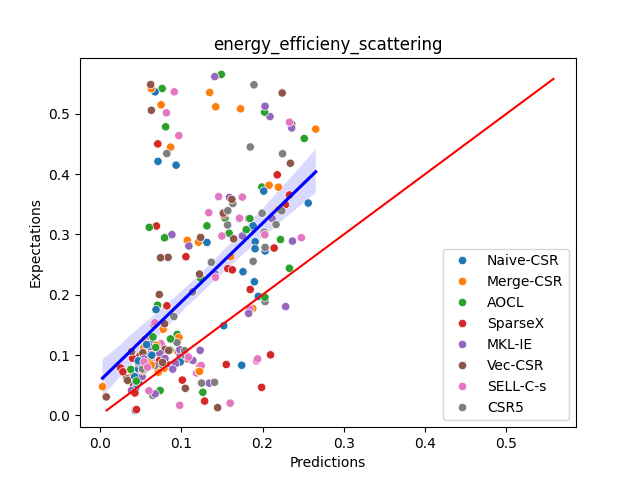 energy_efficieny_scattering
Expectations
0.5
0.4
0.3
0.2
0.1
0.0
0.0 0.1 0.2 0.3 0.4 0.5
Predictions
Naive-CSR
Merge-CSR
AOCL
SparseX
MKL-IE
Vec-CSR
SELL-C-s
CSR5